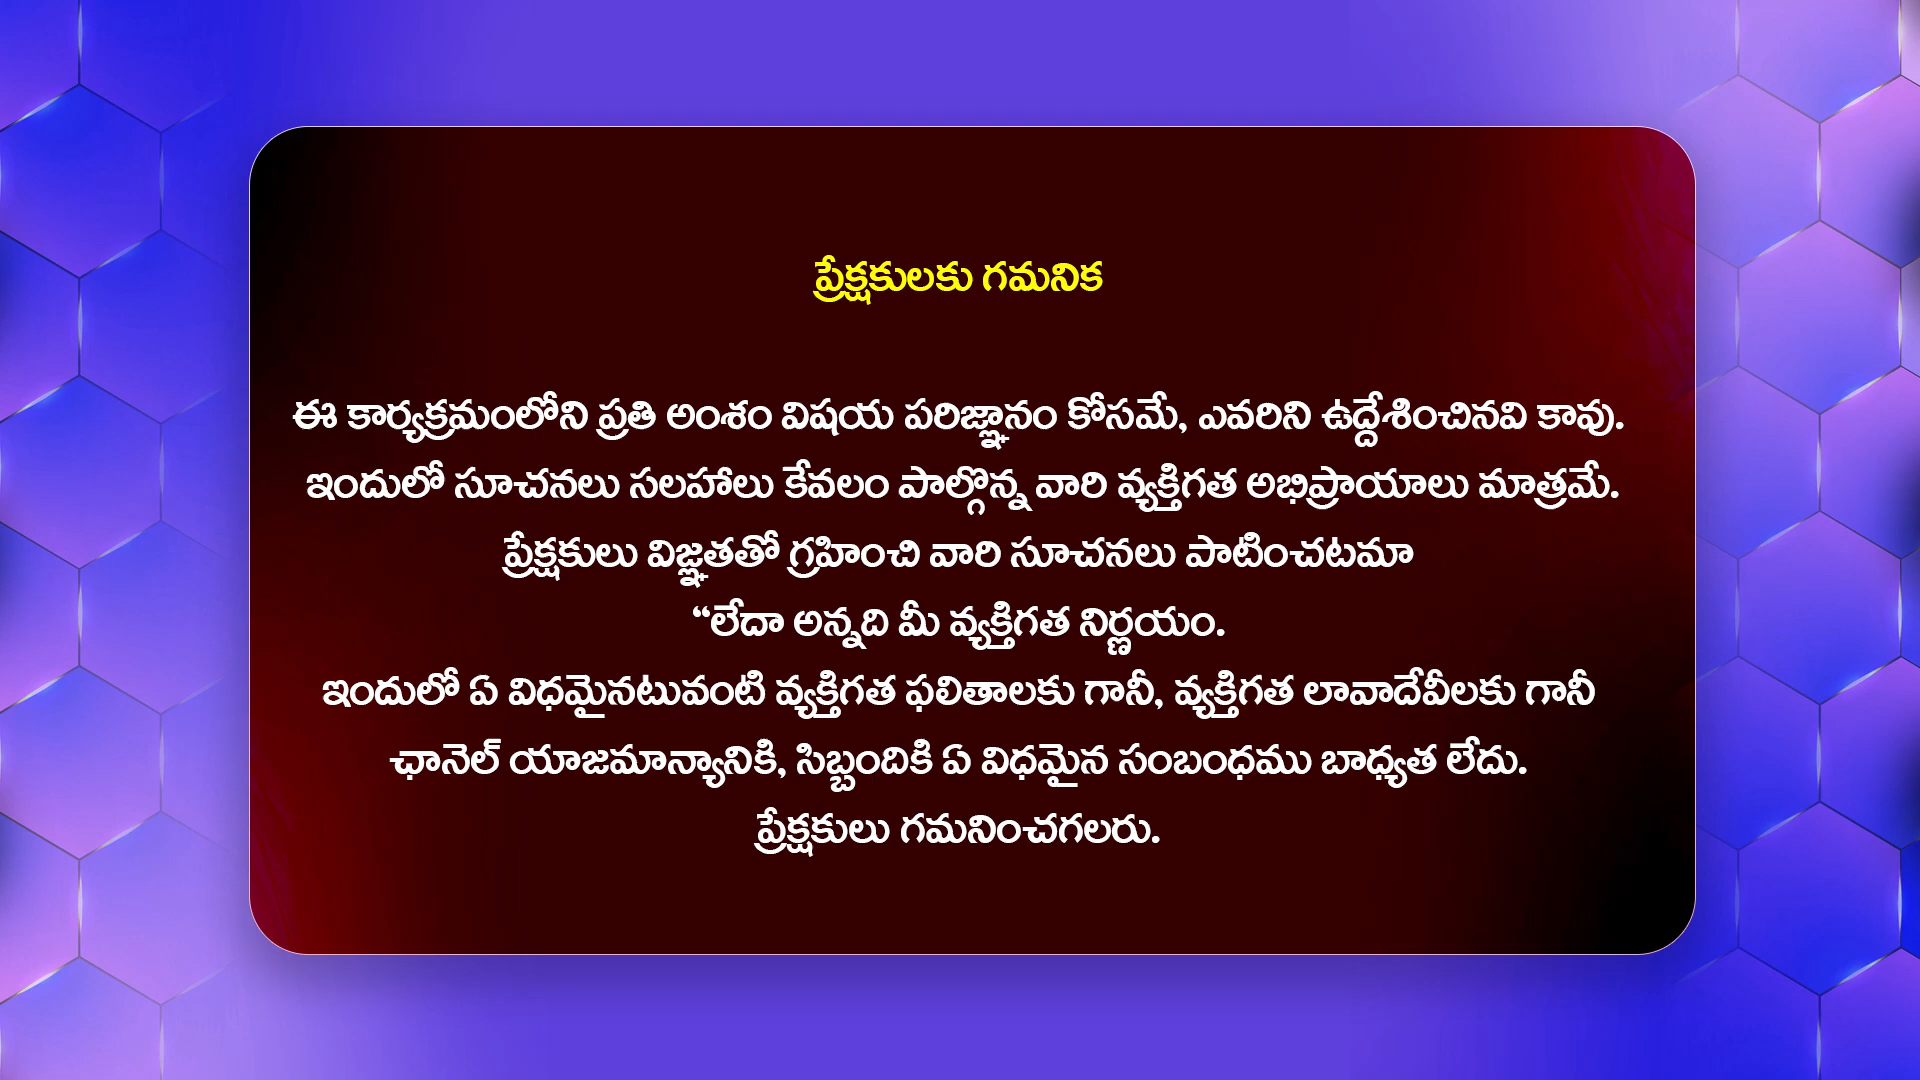 ప్రేక్షకులకు గమనిక
ఈ కార్యక్రమంలోని ప్రతి అంశం విషయ పరిజ్ఞానం కోసమే, ఎవరిని ఉద్దేశించినవి కావు.
ఇందులో సూచనలు సలహాలు కేవలం పాల్గొన్న వారి వ్యక్తిగత అభిప్రాయాలు మాత్రమే.
ప్రేక్షకులు విజ్ఞతతో గ్రహించి వారి సూచనలు పాటించటమా
“లేదా అన్నది మీ వ్యక్తిగత నిర్ణయం.
ఇందులో ఏ విధమైనటువంటి వ్యక్తిగత ఫలితాలకు గానీ, వ్యక్తిగత లావాదేవీలకు గానీ
ఛానెల్ యాజమాన్యానికి, సిబ్బందికి ఏ విధమైన సంబంధము బాధ్యత లేదు.
ప్రేక్షకులు గమనించగలరు.